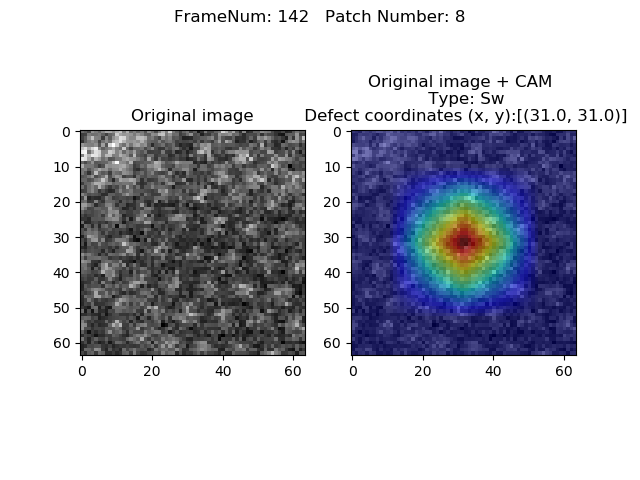 FrameNum: 142   Patch Number: 8
Original image
Original image + CAM
Type: Sw
Defect coordinates (x, y):[(31.0, 31.0)]
0
10
20
30
40
50
60
0 20 40 60
0
10
20
30
40
50
60
0 20 40 60